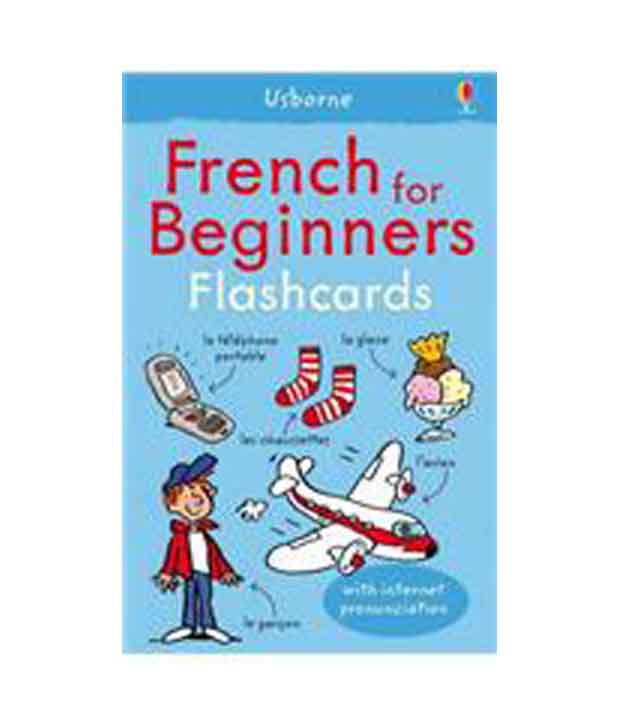 Usborne
French for
Beginners
Flashcards
le téléphone
portable
la glace
les chaussettes
l'avion
le garçon
with internet
pronunciation